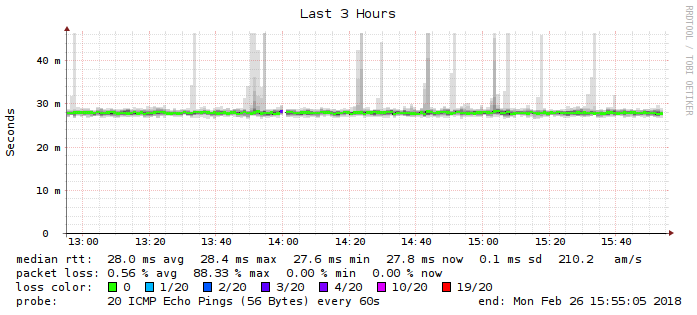 Last 3 Hours
RRDTOOL / TOBI OETIKER
Seconds
40 m
30 m
20 m
10 m
0
13:00 13:20 13:40 14:00 14:20 14:40 15:00 15:20 15:40
median rtt: 28.0 ms avg 28.4 ms max 27.6 ms min 27.8 ms now 0.1 ms sd 210.2 am/s
packet loss: 0.56 % avg 88.33 % max 0.00 % min 0.00 % now
loss color: 0 1/20 2/20 3/20 4/20 10/20 19/20
probe: 20 ICMP Echo Pings (56 Bytes) every 60s end: Mon Feb 26 15:55:05 2018